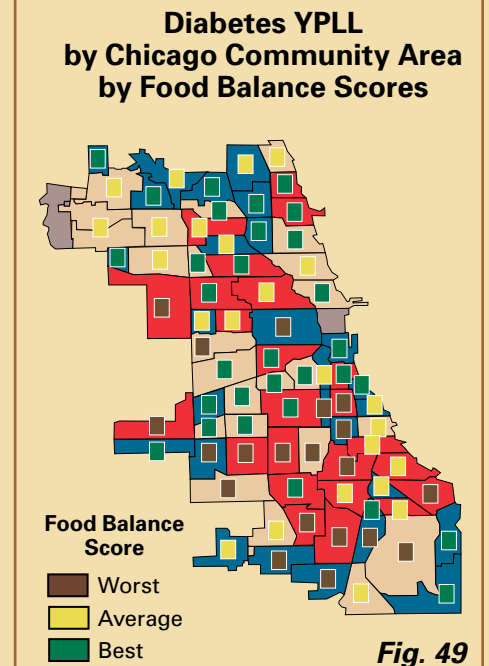 Diabetes YPLL
by Chicago Community Area
by Food Balance Scores
Food Balance
Score
Worst
Average
Best
Fig. 49